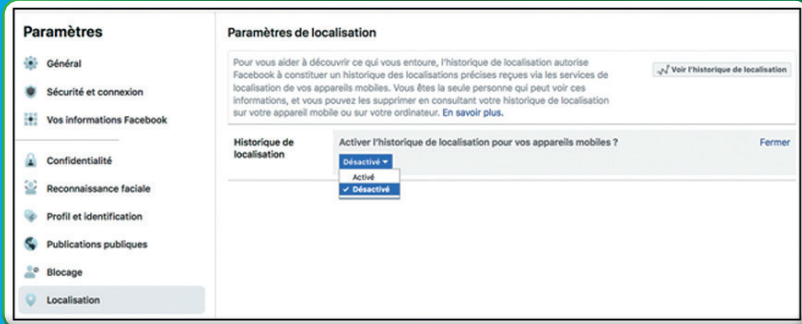 Paramètres
Général
Sécurité et connexion
Vos informations Facebook
Confidentialité
Reconnaissance faciale
Profil et identification
Publications publiques
Blocage
Localisation
Paramètres de localisation
Pour vous aider à découvrir ce qui vous entoure, l'historique de localisation autorise
Facebook à constituer un historique des localisations précises reçues via les services de
localisation de vos appareils mobiles. Vous êtes la seule personne qui peut voir ces
informations, et vous pouvez les supprimer en consultant votre historique de localisation
sur votre appareil mobile ou sur votre ordinateur. En savoir plus.
Voir l'historique de localisation
Historique de
localisation
Activer l'historique de localisation pour vos appareils mobiles ?
Fermer
Désactivé
Activé
Désactivé